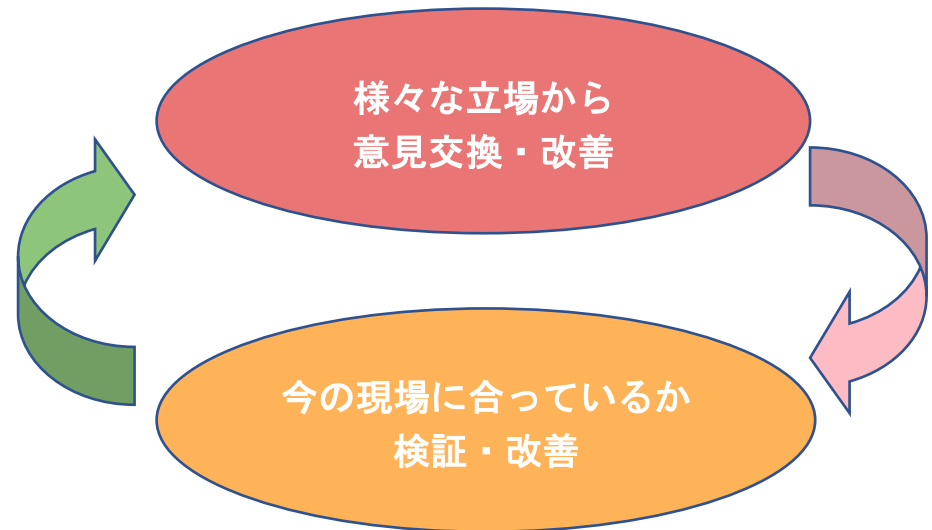 様々な立場から
意見交換・改善
今の現場に合っているか
検証・改善